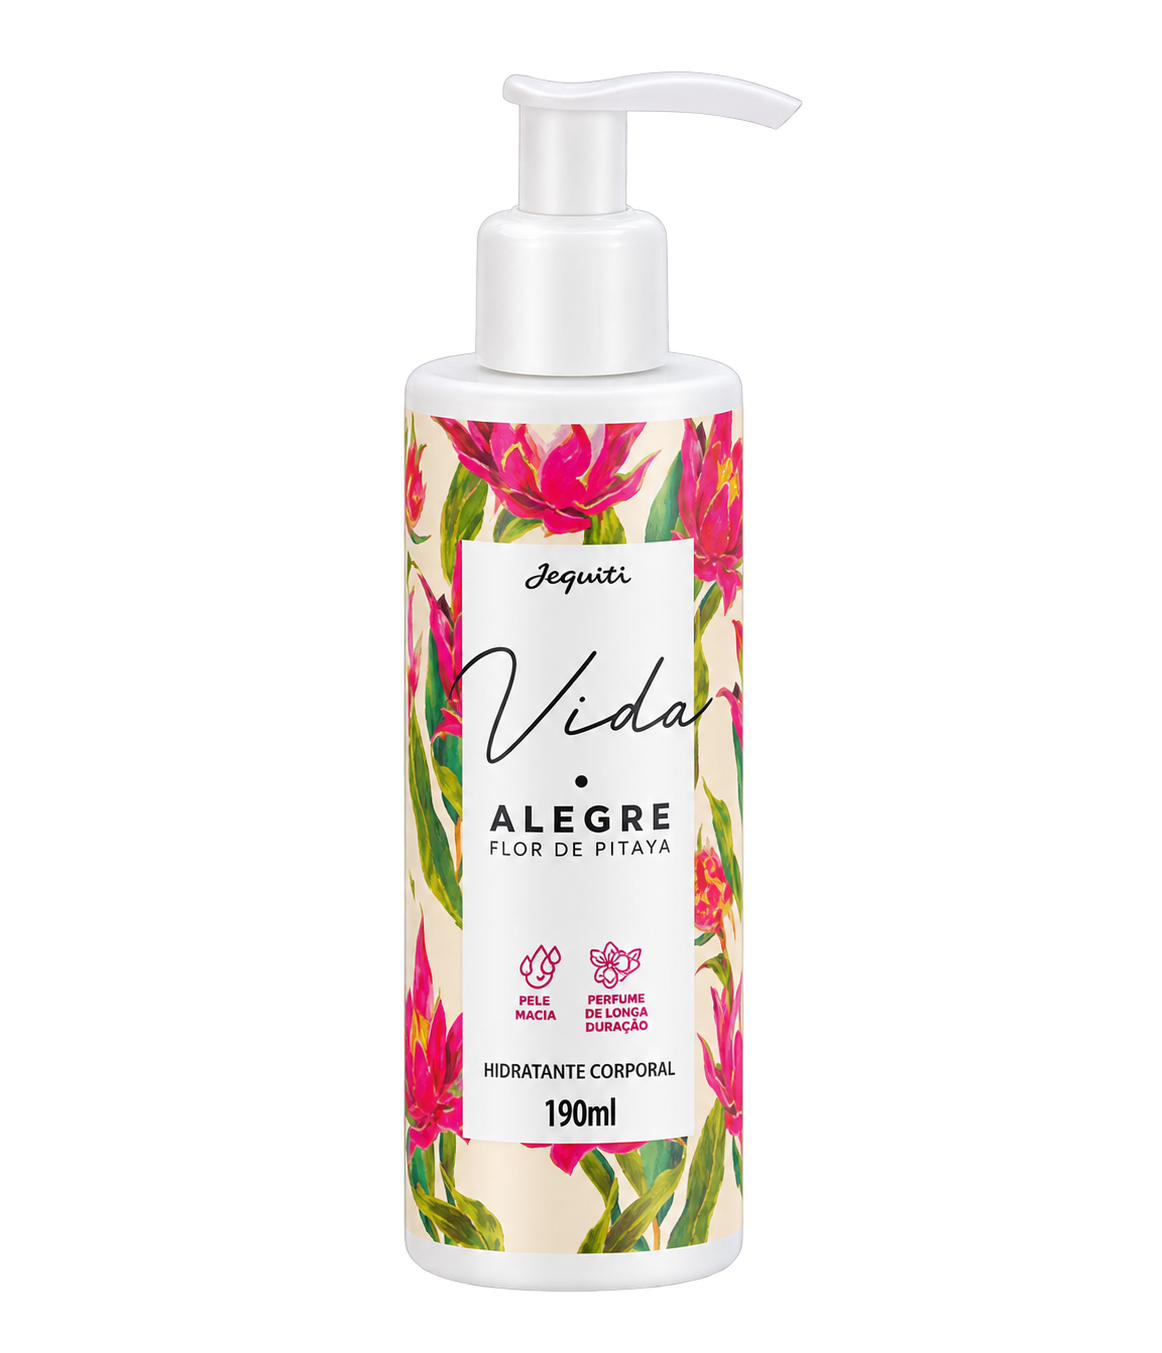 Jequiti
Vida
•
ALEGRE
FLOR DE PITAYA
PELE
MACIA
PERFUME
DE LONGA
DURAÇÃO
HIDRATANTE CORPORAL
190ml